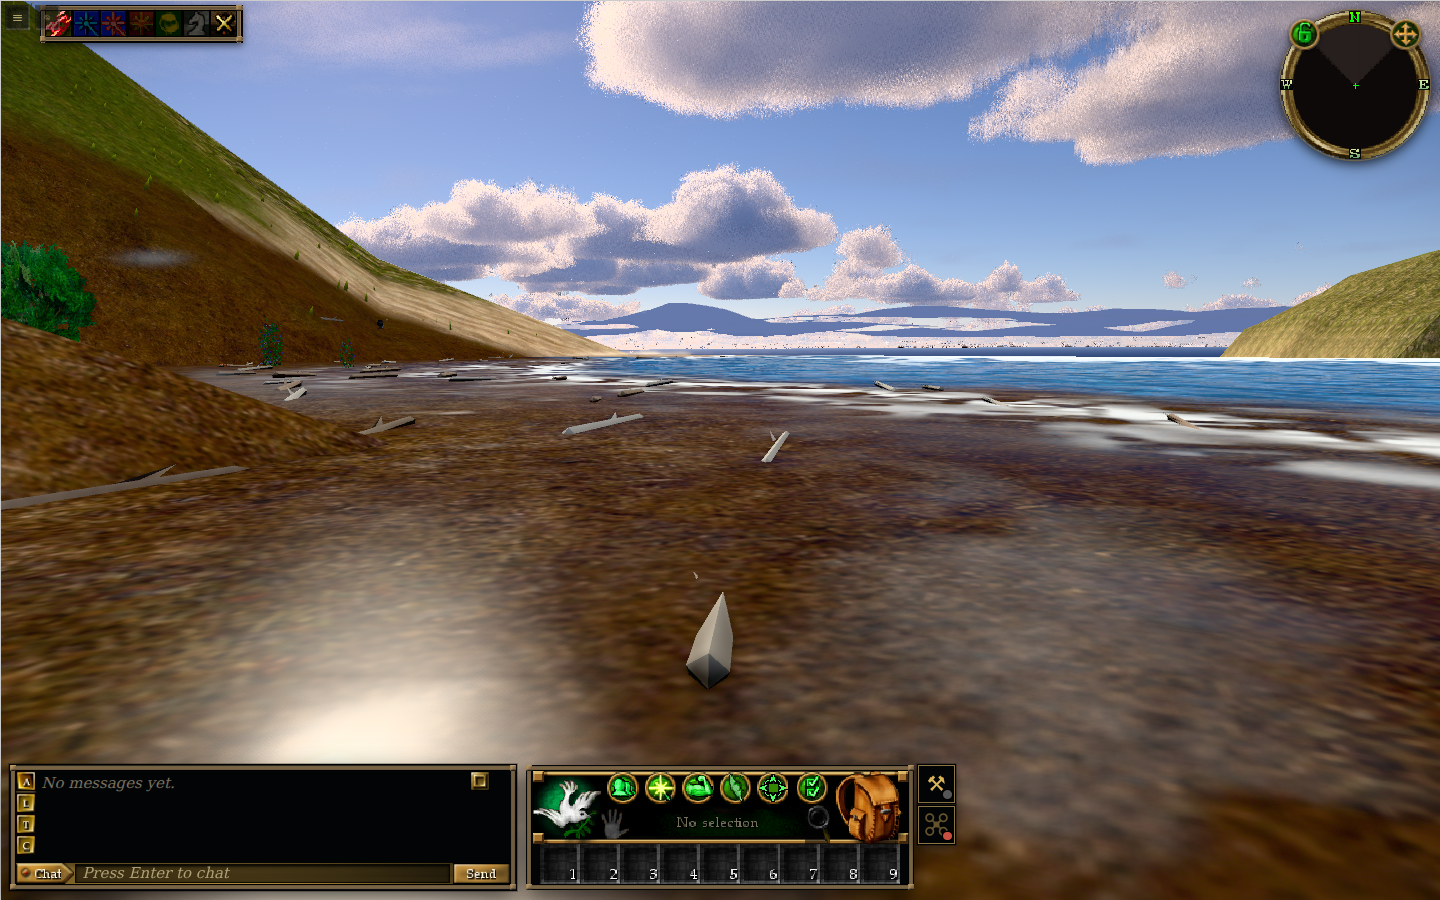 N
W
E
S
A
No messages yet.
L
T
C
Chat
Press Enter to chat
Send
No selection
1 2 3 4 5 6 7 8 9